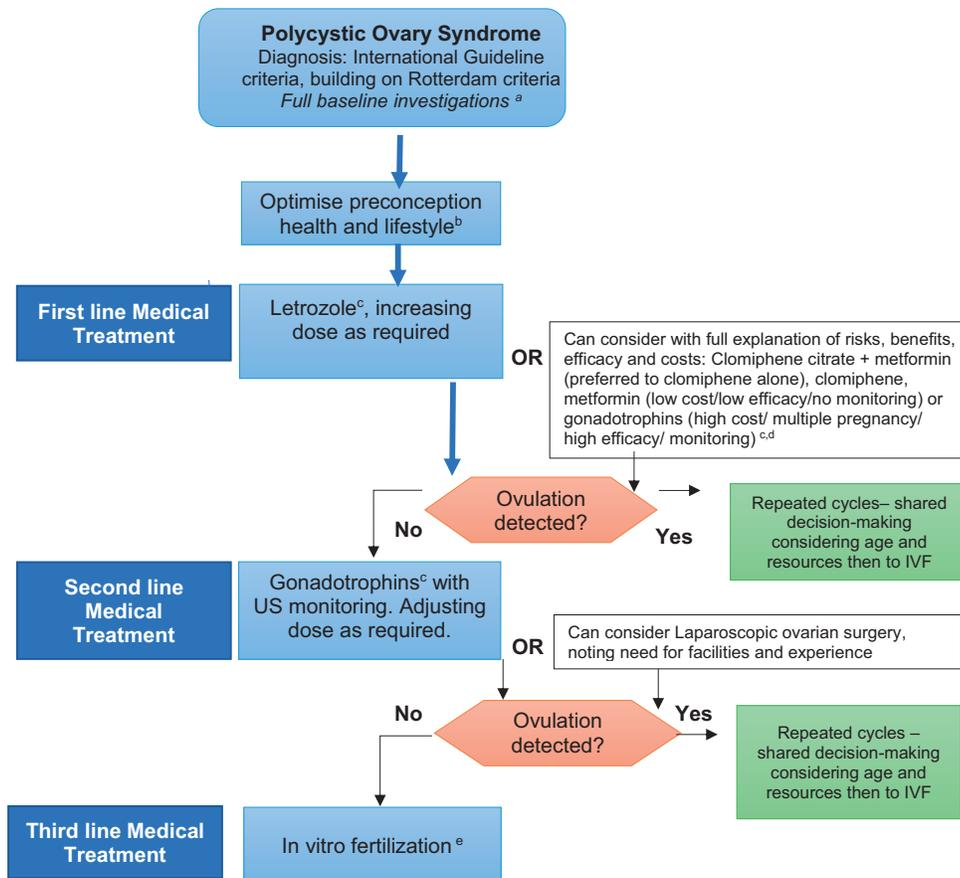 Polycystic Ovary Syndrome
Diagnosis: International Guideline
criteria, building on Rotterdam criteria
Full baseline investigations a
Optimise preconception
health and lifestyleb
First line Medical
Treatment
Letrozolec, increasing
dose as required
OR
Can consider with full explanation of risks, benefits,
efficacy and costs: Clomiphene citrate + metformin
(preferred to clomiphene alone), clomiphene,
metformin (low cost/low efficacy/no monitoring) or
gonadotrophins (high cost/ multiple pregnancy/
high efficacy/ monitoring) c,d
Ovulation
detected?
No
Yes
Repeated cycles– shared
decision-making
considering age and
resources then to IVF
Second line
Medical
Treatment
Gonadotrophinsc with
US monitoring. Adjusting
dose as required.
OR
Can consider Laparoscopic ovarian surgery,
noting need for facilities and experience
No
Ovulation
detected?
Yes
Repeated cycles –
shared decision-making
considering age and
resources then to IVF
Third line Medical
Treatment
In vitro fertilization e